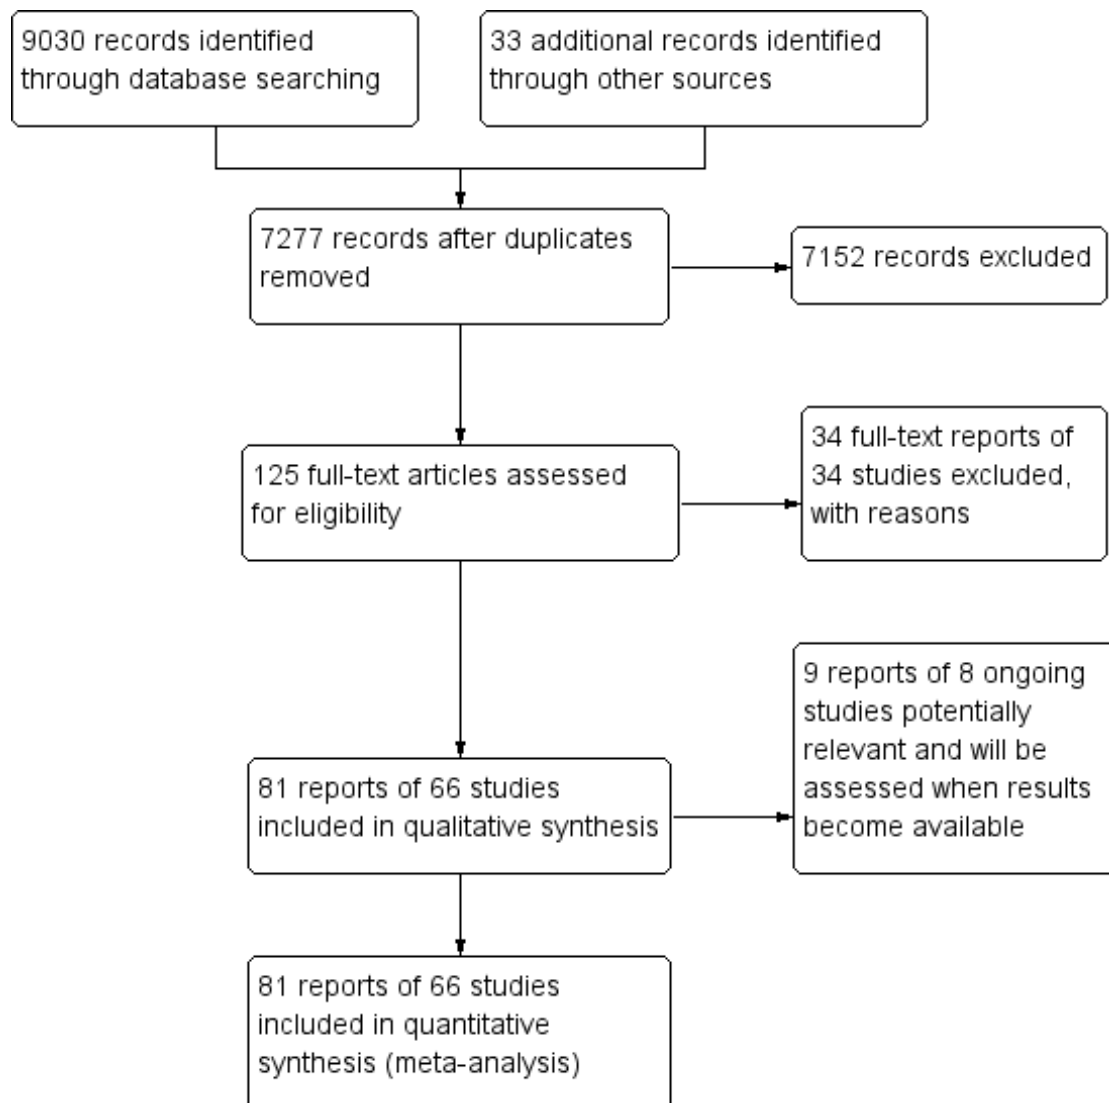 9030 records identified
through database searching
33 additional records identified
through other sources
7277 records after duplicates
removed
7152 records excluded
125 full-text articles assessed
for eligibility
34 full-text reports of
34 studies excluded,
with reasons
81 reports of 66 studies
included in qualitative synthesis
9 reports of 8 ongoing
studies potentially
relevant and will be
assessed when results
become available
81 reports of 66 studies
included in quantitative
synthesis (meta-analysis)